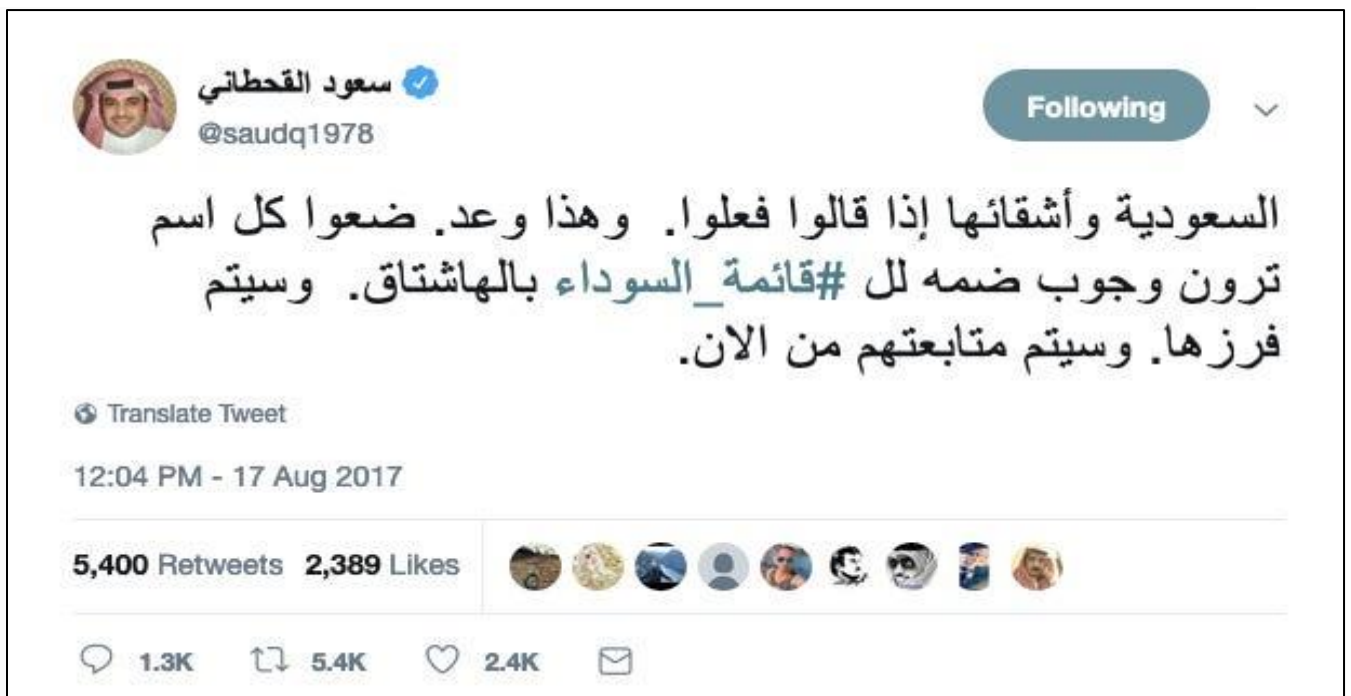 سعود القحطاني
@saudq1978
Following
السعودية وأشقائها إذا قالوا فعلوا. وهذا وعد. ضعوا كل اسم
ترون وجوب ضمه لل #قائمة_السوداء بالهاشتاق. وسيتم
فرزها. وسيتم متابعتهم من الان.
Translate Tweet
12:04 PM - 17 Aug 2017
5,400 Retweets 2,389 Likes
1.3K 5.4K 2.4K